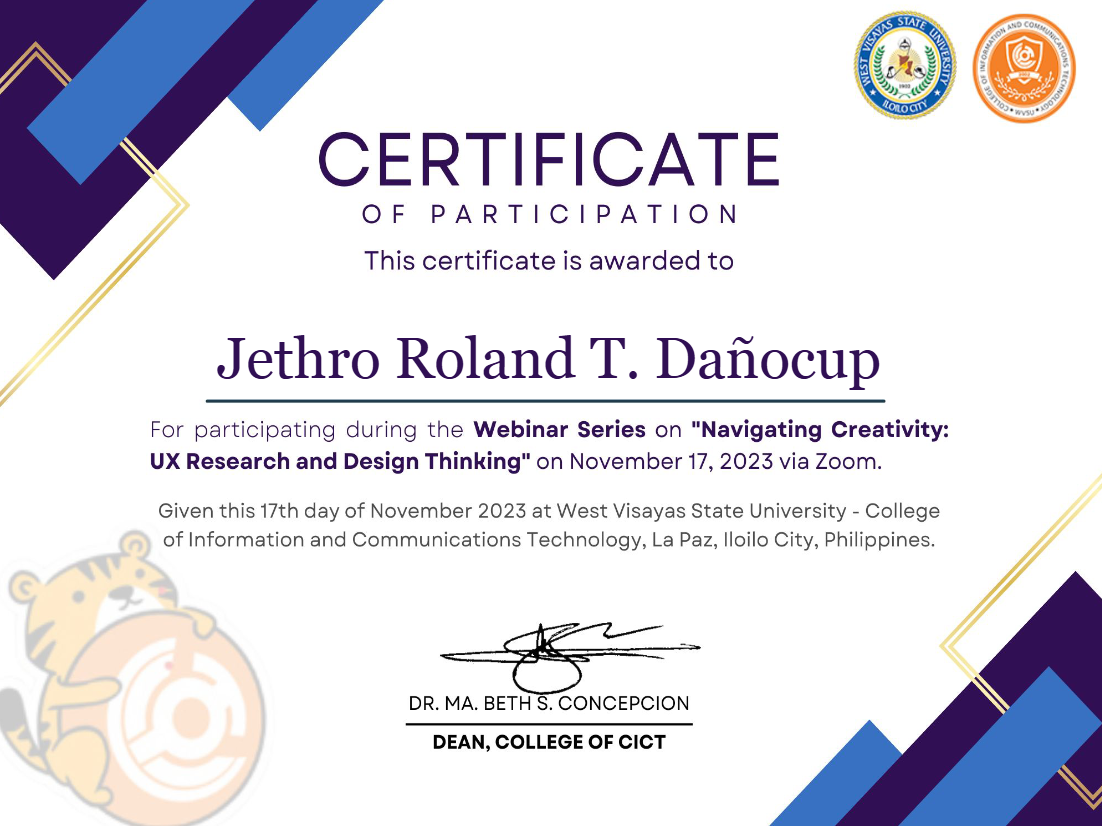 WEST VISAYAS STATE UNIVERSITY
1902
ILOILO CITY
COLLEGE OF INFORMATION AND COMMUNICATIONS TECHNOLOGY
WVSU
CERTIFICATE
OF PARTICIPATION
This certificate is awarded to
Jethro Roland T. Dañocup
For participating during the Webinar Series on "Navigating Creativity:
UX Research and Design Thinking" on November 17, 2023 via Zoom.
Given this 17th day of November 2023 at West Visayas State University - College
of Information and Communications Technology, La Paz, Iloilo City, Philippines.
DR. MA. BETH S. CONCEPCION
DEAN, COLLEGE OF CICT